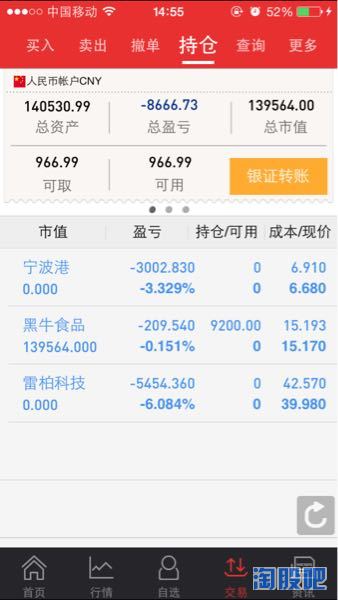 中国移动 14:55 52%
买入 卖出 撤单 持仓 查询 更多
人民币帐户CNY
140530.99 -8666.73 139564.00
总资产 总盈亏 总市值
966.99 966.99 银证转账
可取 可用
市值 盈亏 持仓/可用 成本/现价
宁波港 -3002.830 0 6.910
0.000 -3.329% 0 6.680
黑牛食品 -209.540 9200.00 15.193
139564.000 -0.151% 0 15.170
雷柏科技 -5454.360 0 42.570
0.000 -6.084% 0 39.980
首页 行情 自选 交易 资讯
淘股吧